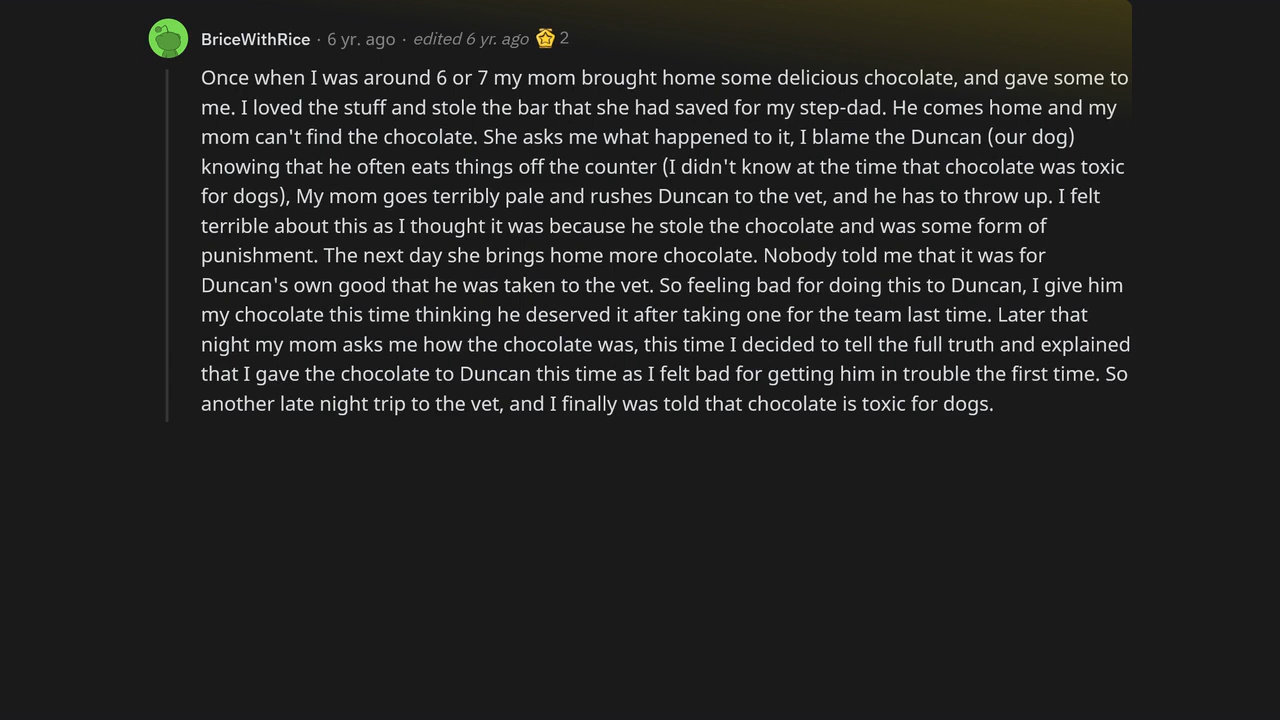 BriceWithRice · 6 yr. ago · edited 6 yr. ago 2
Once when I was around 6 or 7 my mom brought home some delicious chocolate, and gave some to
me. I loved the stuff and stole the bar that she had saved for my step-dad. He comes home and my
mom can't find the chocolate. She asks me what happened to it, I blame the Duncan (our dog)
knowing that he often eats things off the counter (I didn't know at the time that chocolate was toxic
for dogs), My mom goes terribly pale and rushes Duncan to the vet, and he has to throw up. I felt
terrible about this as I thought it was because he stole the chocolate and was some form of
punishment. The next day she brings home more chocolate. Nobody told me that it was for
Duncan's own good that he was taken to the vet. So feeling bad for doing this to Duncan, I give him
my chocolate this time thinking he deserved it after taking one for the team last time. Later that
night my mom asks me how the chocolate was, this time I decided to tell the full truth and explained
that I gave the chocolate to Duncan this time as I felt bad for getting him in trouble the first time. So
another late night trip to the vet, and I finally was told that chocolate is toxic for dogs.